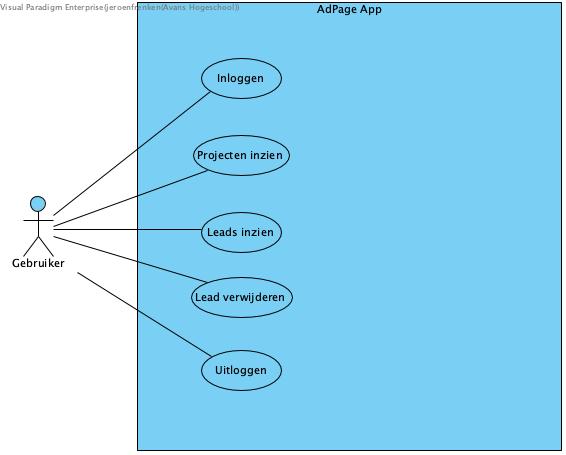 Visual Paradigm Enterprise(jeroenfrenken(Avans Hogeschool))
AdPage App
Inloggen
Projecten inzien
Leads inzien
Gebruiker
Lead verwijderen
Uitloggen